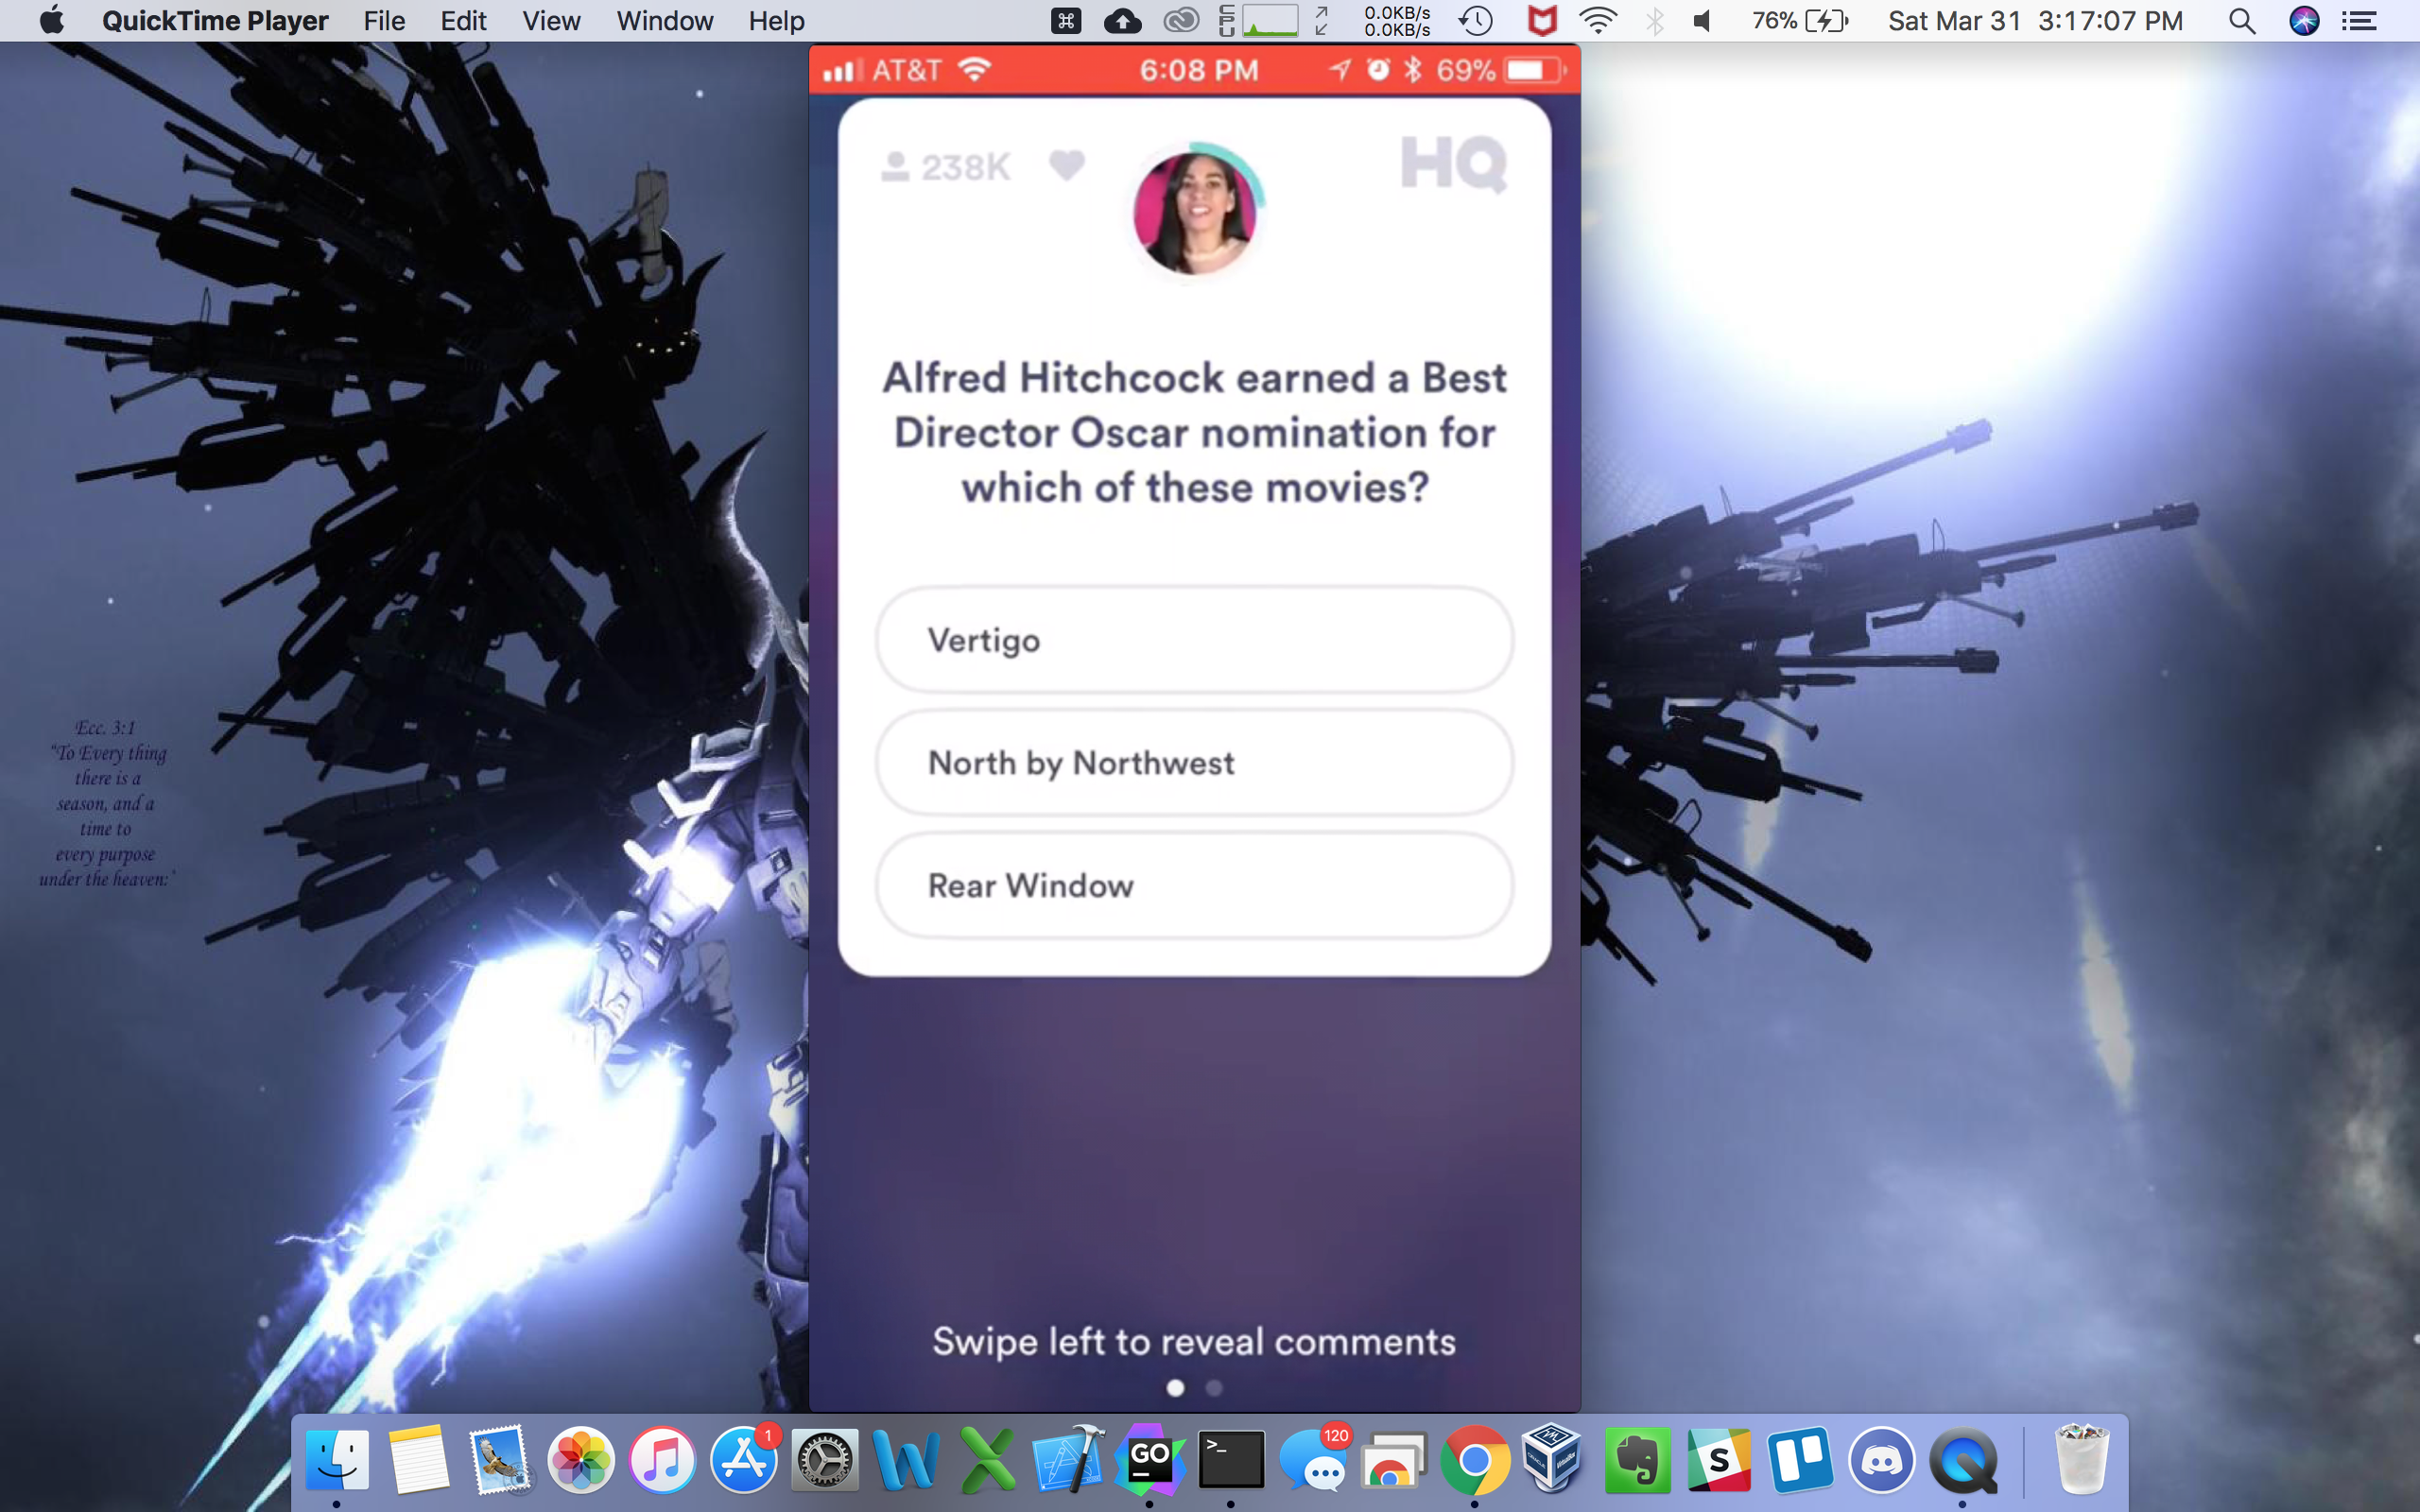 QuickTime Player File Edit View Window Help CPU 0.0KB/s 0.0KB/s 76% Sat Mar 31 3:17:07 PM
AT&T 6:08 PM 69%
238K HQ
Alfred Hitchcock earned a Best
Director Oscar nomination for
which of these movies?
Vertigo
North by Northwest
Rear Window
Ecc. 3:1
"To Every thing
there is a
season, and a
time to
every purpose
under the heaven:"
Swipe left to reveal comments
1 GO >_ 120 S